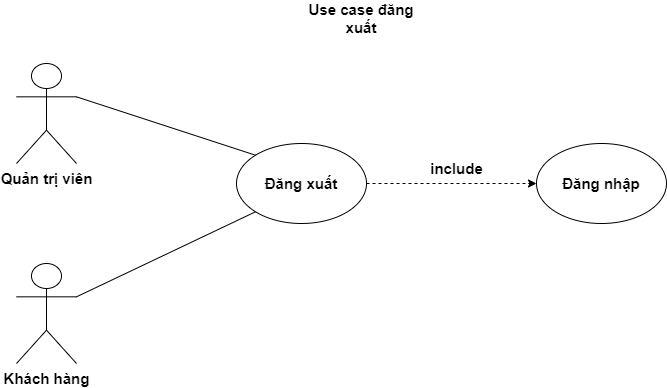 Use case đăng
xuất
Quản trị viên
Đăng xuất
include
Đăng nhập
Khách hàng